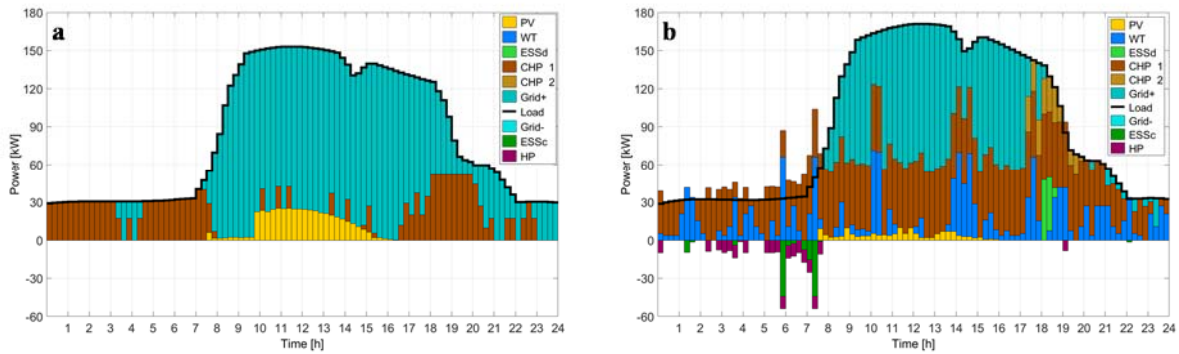 a
180
150
120
90
60
30
0
-30
-60
Power [kW]
1 2 3 4 5 6 7 8 9 10 11 12 13 14 15 16 17 18 19 20 21 22 23 24
Time [h]
PV
WT
ESSd
CHP 1
CHP 2
Grid+
Load
Grid-
ESSc
HP
b
180
150
120
90
60
30
0
-30
-60
Power [kW]
1 2 3 4 5 6 7 8 9 10 11 12 13 14 15 16 17 18 19 20 21 22 23 24
Time [h]
PV
WT
ESSd
CHP 1
CHP 2
Grid+
Load
Grid-
ESSc
HP